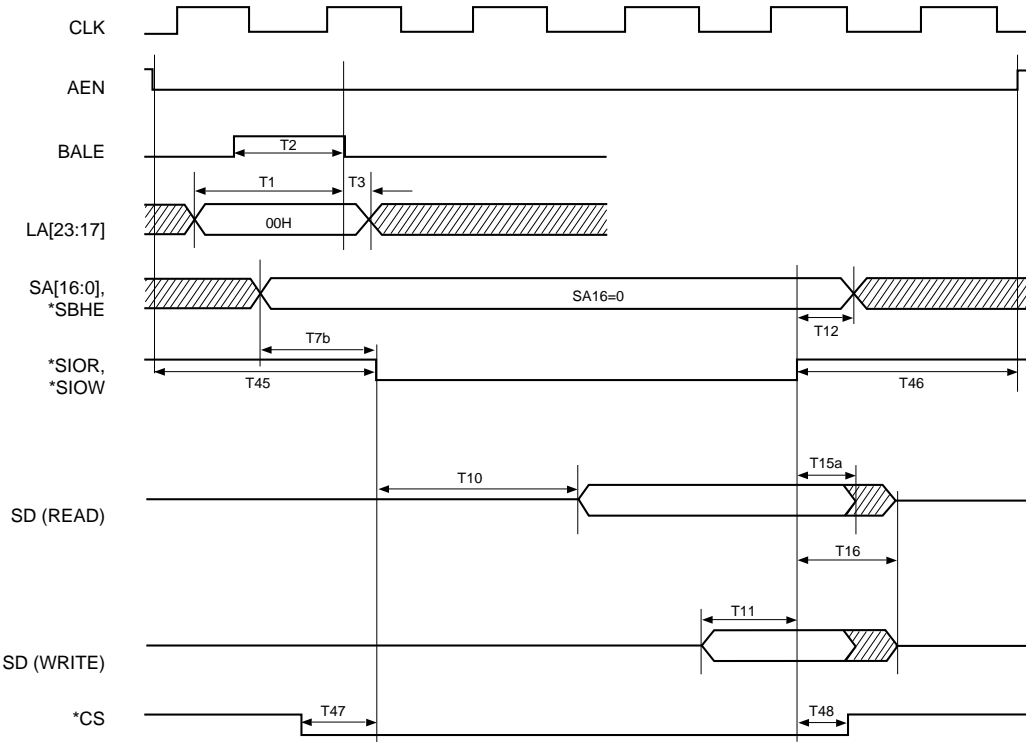 CLK
AEN
BALE
T2
T1
T3
LA[23:17]
00H
SA[16:0],
*SBHE
SA16=0
T12
T7b
*SIOR,
*SIOW
T45
T46
T10
T15a
SD (READ)
T16
T11
SD (WRITE)
*CS
T47
T48